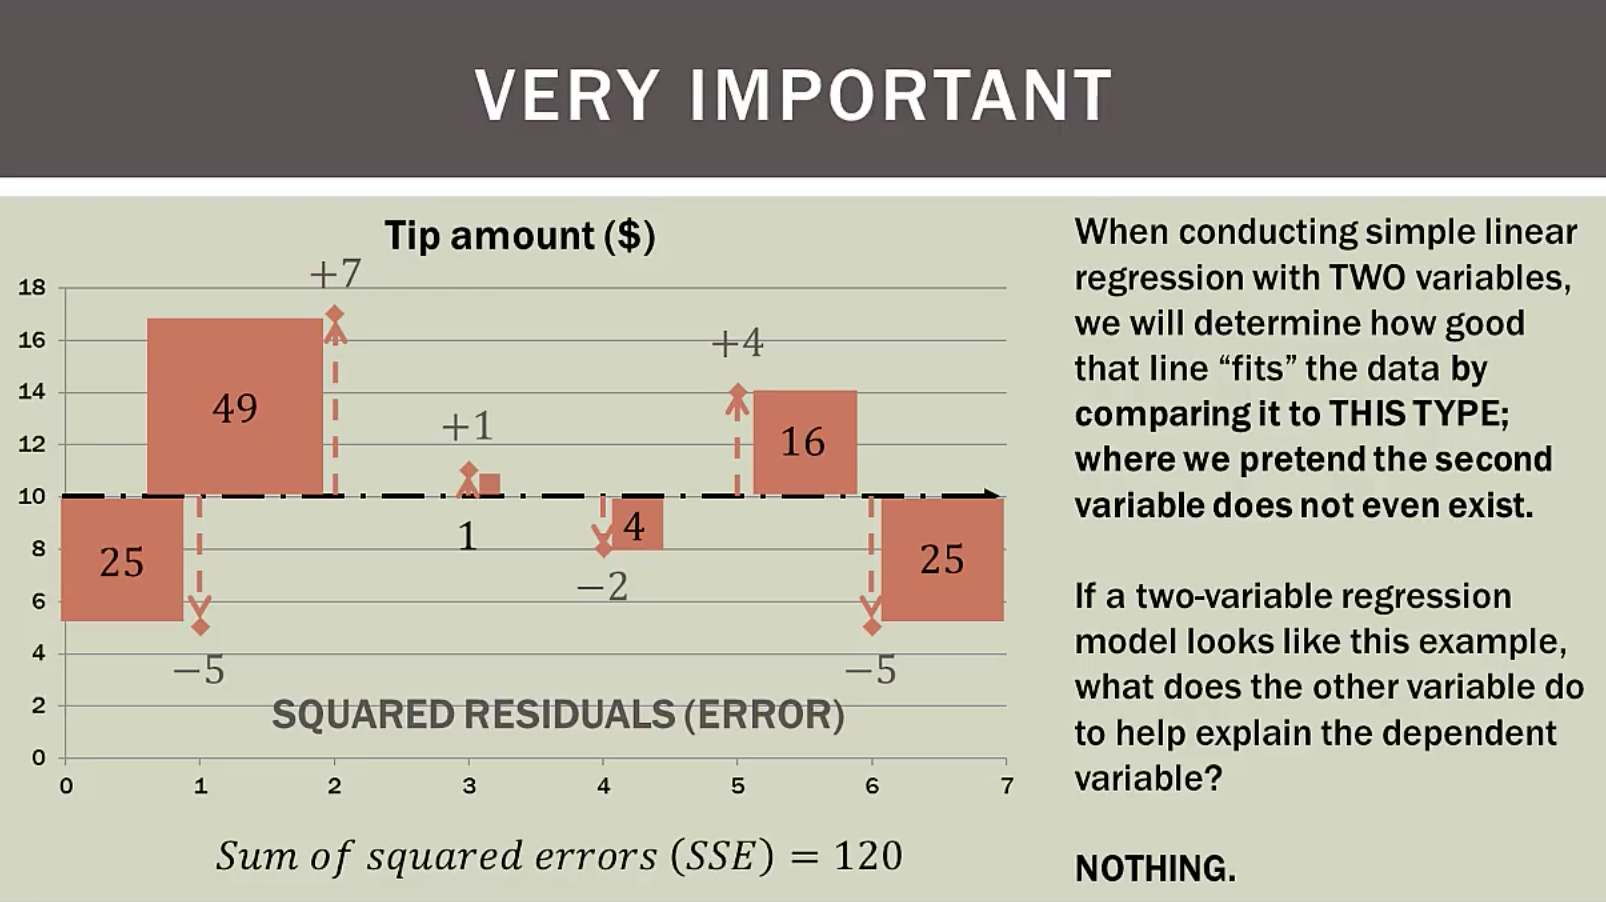 VERY IMPORTANT
Tip amount ($)
+7
18
16
14
12
10
8
6
4
2
0
49
+4
+1
16
25
1
4
25
−2
−5
−5
SQUARED RESIDUALS (ERROR)
0 1 2 3 4 5 6 7
Sum of squared errors (SSE) = 120
When conducting simple linear
regression with TWO variables,
we will determine how good
that line “fits” the data by
comparing it to THIS TYPE;
where we pretend the second
variable does not even exist.
If a two-variable regression
model looks like this example,
what does the other variable do
to help explain the dependent
variable?
NOTHING.